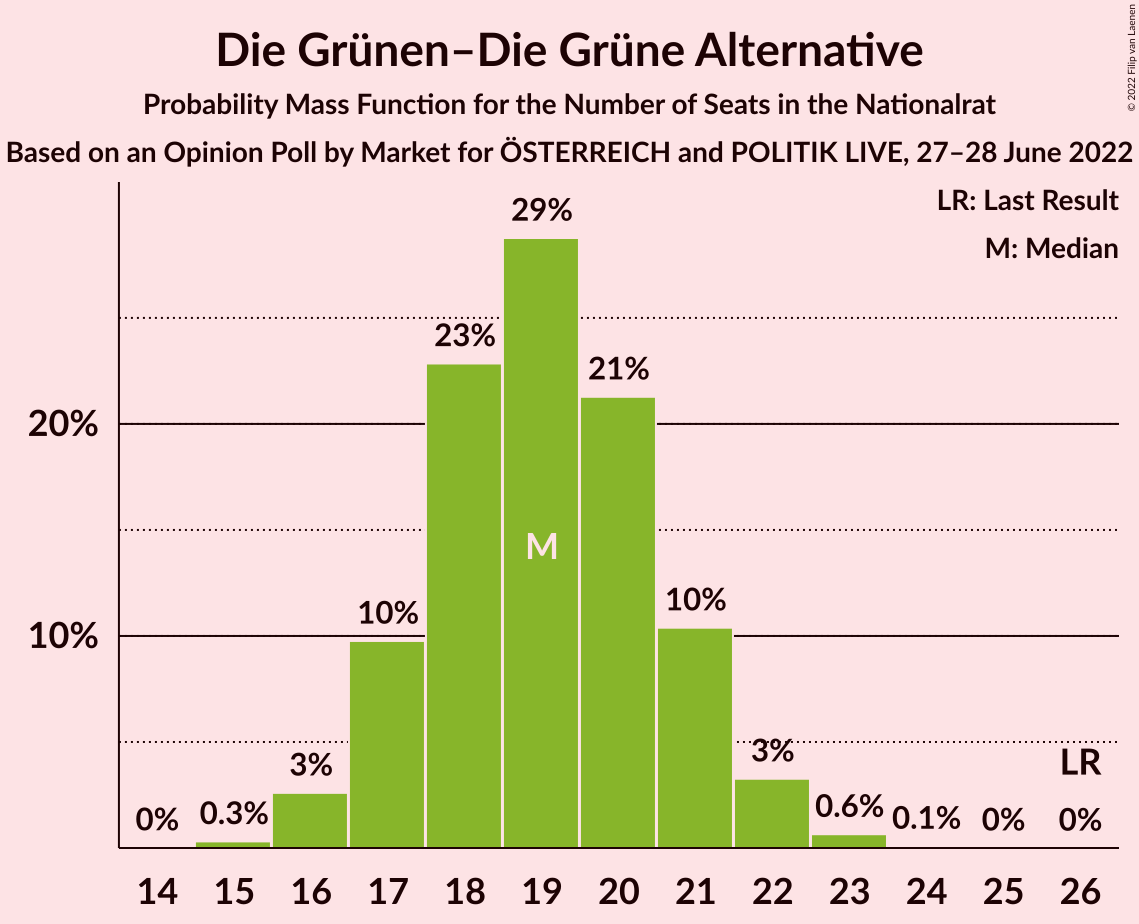 Die Grünen–Die Grüne Alternative
Probability Mass Function for the Number of Seats in the Nationalrat
Based on an Opinion Poll by Market for ÖSTERREICH and POLITIK LIVE, 27–28 June 2022
© 2022 Filip van Laenen
LR: Last Result
M: Median
20%
10%
0%
0.3%
3%
10%
23%
29%
21%
10%
3%
0.6%
0.1%
0%
0%
M
LR
14 15 16 17 18 19 20 21 22 23 24 25 26